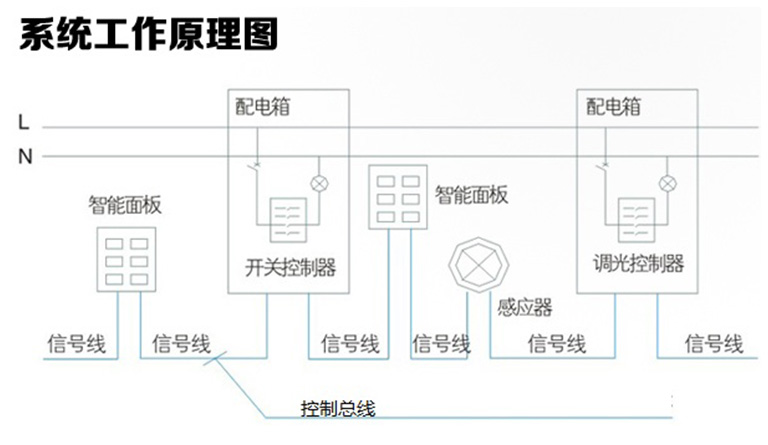 系统工作原理图
配电箱
配电箱
L
N
智能面板
智能面板
开关控制器
调光控制器
感应器
信号线
信号线
信号线
信号线
信号线
信号线
控制总线